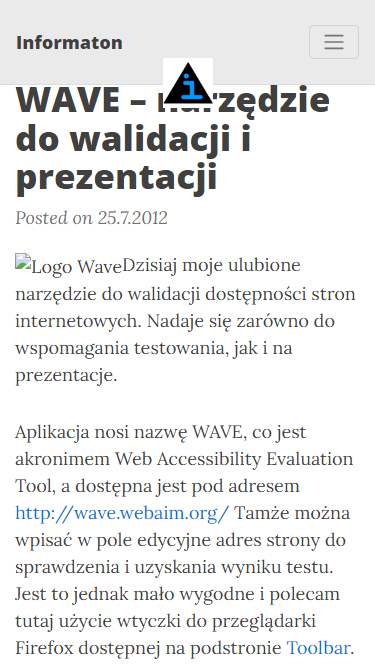 Informaton
WAVE – narzędzie
do walidacji i
prezentacji
Posted on 25.7.2012
Logo WaveDzisiaj moje ulubione
narzędzie do walidacji dostępności stron
internetowych. Nadaje się zarówno do
wspomagania testowania, jak i na
prezentacje.
Aplikacja nosi nazwę WAVE, co jest
akronimem Web Accessibility Evaluation
Tool, a dostępna jest pod adresem
http://wave.webaim.org/ Tamże można
wpisać w pole edycyjne adres strony do
sprawdzenia i uzyskania wyniku testu.
Jest to jednak mało wygodne i polecam
tutaj użycie wtyczki do przeglądarki
Firefox dostępnej na podstronie Toolbar.